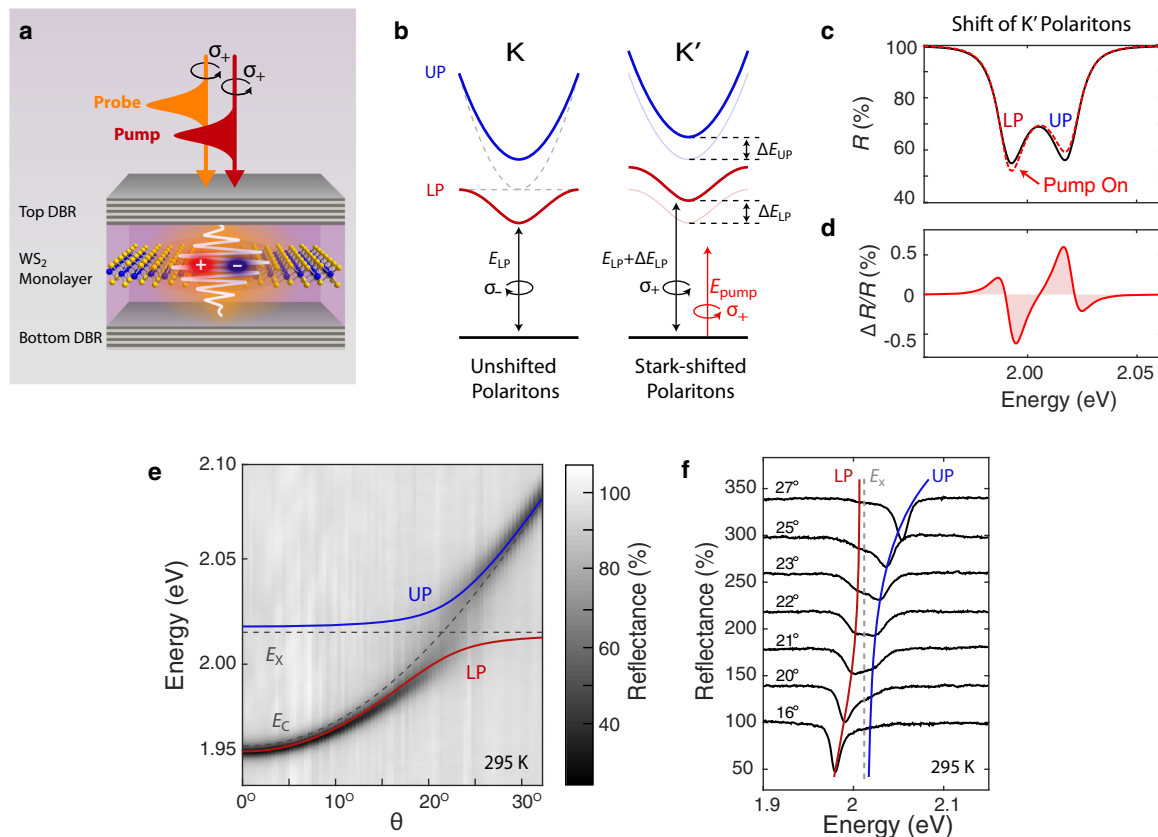 a
σ+
σ+
Probe
Pump
Top DBR
WS2
Monolayer
+
−
Bottom DBR
b
K
K′
UP
LP
ELP
σ−
Unshifted
Polaritons
ΔEUP
ΔELP
ELP+ΔELP
σ+
Epump
σ+
Stark-shifted
Polaritons
c
Shift of K′ Polaritons
R (%)
100
80
60
40
LP
UP
Pump On
d
ΔR/R (%)
0.5
0
-0.5
2.00
2.06
Energy (eV)
e
Energy (eV)
2.10
2.05
2.00
1.95
UP
EX
LP
EC
295 K
0°
10°
20°
30°
θ
100
80
60
40
Reflectance (%)
f
Reflectance (%)
350
300
250
200
150
100
50
LP
Ex
UP
27°
25°
23°
22°
21°
20°
16°
295 K
1.9
2
2.1
Energy (eV)